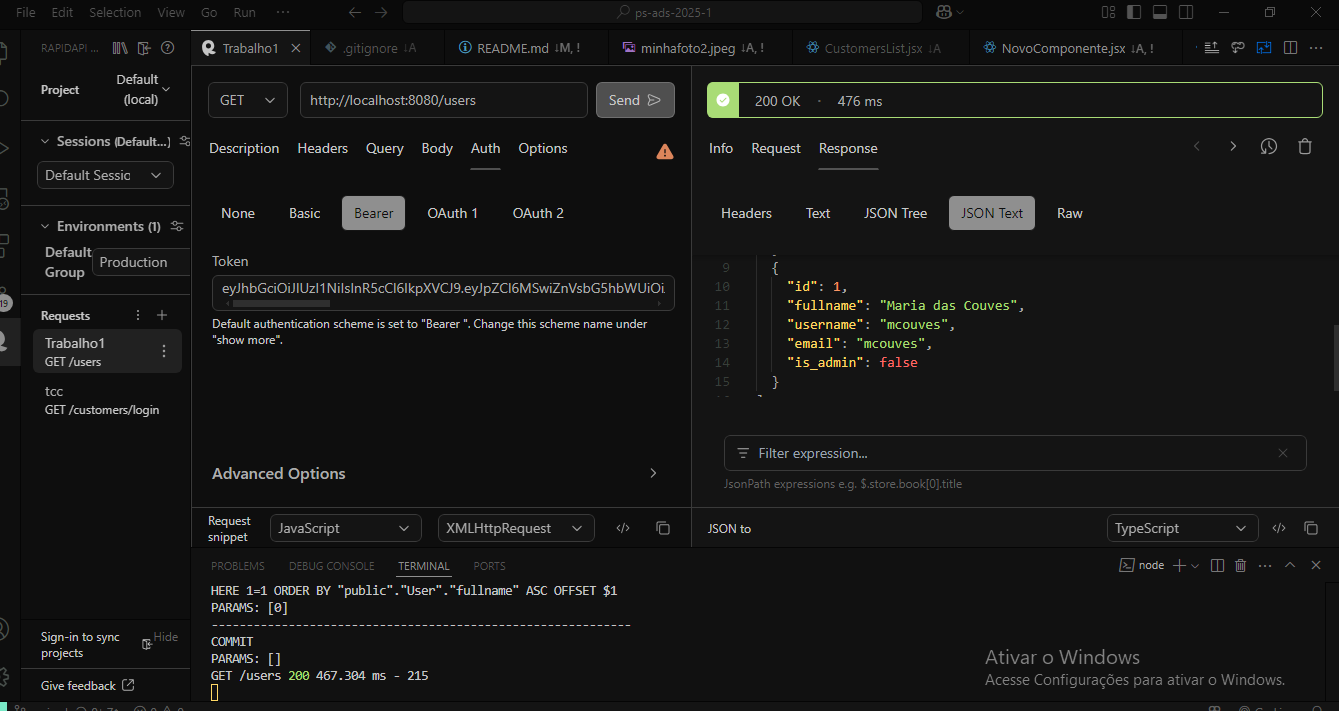 File Edit Selection View Go Run ··· ps-ads-2025-1
RAPIDAPI ...
Trabalho1 .gitignore ↓A README.md ↓M, ! minhafoto2.jpeg ↓A, ! CustomersList.jsx ↓A NovoComponente.jsx ↓A, !
Project Default (local)
Sessions (Default...)
Default Sessic
Environments (1)
Default Group Production
Requests
Trabalho1
GET /users
tcc
GET /customers/login
Sign-in to sync projects
Hide
Give feedback
19
GET http://localhost:8080/users Send
Description Headers Query Body Auth Options
None Basic Bearer OAuth 1 OAuth 2
Token
Default authentication scheme is set to "Bearer ". Change this scheme name under
"show more".
Advanced Options
Request snippet JavaScript XMLHttpRequest
200 OK · 476 ms
Info Request Response
Headers Text JSON Tree JSON Text Raw
9 {
10 "id": 1,
11 "fullname": "Maria das Couves",
12 "username": "mcouves",
13 "email": "mcouves",
14 "is_admin": false
15 }
Filter expression...
JsonPath expressions e.g. $.store.book[0].title
JSON to TypeScript
PROBLEMS DEBUG CONSOLE TERMINAL PORTS
node
HERE 1=1 ORDER BY "public"."User"."fullname" ASC OFFSET $1
PARAMS: [0]
------------------------------------------------------------
COMMIT
PARAMS: []
GET /users 200 467.304 ms - 215
Ativar o Windows
Acesse Configurações para ativar o Windows.